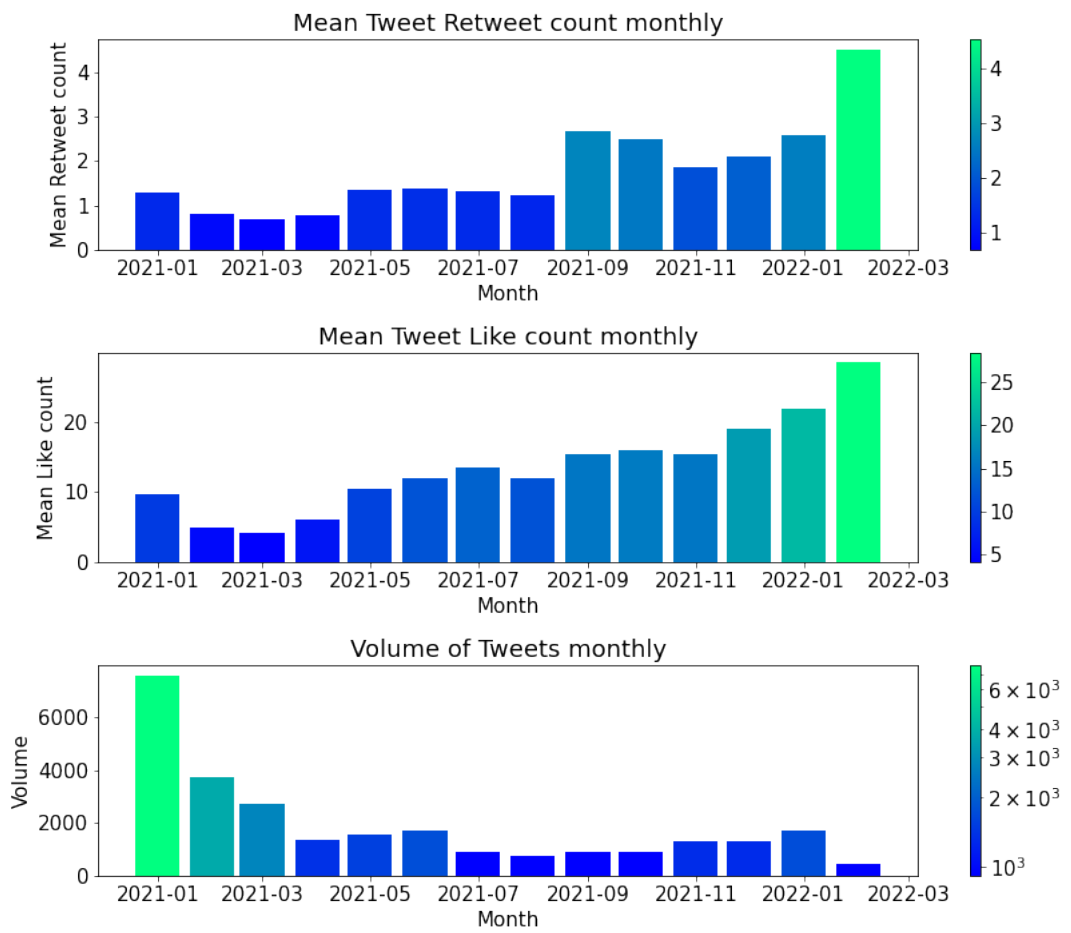 Mean Tweet Retweet count monthly
Mean Retweet count
4
3
2
1
0
2021-01 2021-03 2021-05 2021-07 2021-09 2021-11 2022-01 2022-03
Month
4
3
2
1
Mean Tweet Like count monthly
Mean Like count
20
10
0
2021-01 2021-03 2021-05 2021-07 2021-09 2021-11 2022-01 2022-03
Month
25
20
15
10
5
Volume of Tweets monthly
Volume
6000
4000
2000
0
2021-01 2021-03 2021-05 2021-07 2021-09 2021-11 2022-01 2022-03
Month
6 × 10³
4 × 10³
3 × 10³
2 × 10³
10³